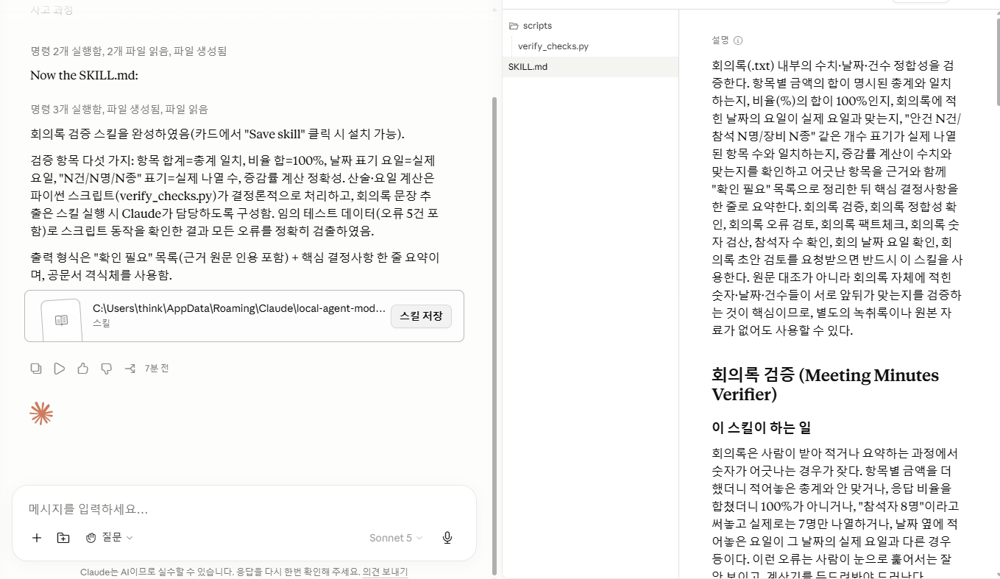 사고 과정
명령 2개 실행함, 2개 파일 읽음, 파일 생성됨
Now the SKILL.md:
명령 3개 실행함, 파일 생성됨, 파일 읽음
회의록 검증 스킬을 완성하였음(카드에서 "Save skill" 클릭 시 설치 가능).
검증 항목 다섯 가지: 항목 합계=총계 일치, 비율 합=100%, 날짜 표기 요일=실제
요일, "N건/N명/N종" 표기=실제 나열 수, 증감률 계산 정확성. 산술·요일 계산은
파이썬 스크립트(verify_checks.py)가 결정론적으로 처리하고, 회의록 문장 추
출은 스킬 실행 시 Claude가 담당하도록 구성함. 임의 테스트 데이터(오류 5건 포
함)로 스크립트 동작을 확인한 결과 모든 오류를 정확히 검출하였음.
출력 형식은 "확인 필요" 목록(근거 원문 인용 포함) + 핵심 결정사항 한 줄 요약이
며, 공문서 격식체를 사용함.
C:\Users\think\AppData\Roaming\Claude\local-agent-mod...
스킬
스킬 저장
7분 전
메시지를 입력하세요...
질문
Sonnet 5
Claude는 AI이므로 실수할 수 있습니다. 응답을 다시 한번 확인해 주세요. 의견 보내기
scripts
verify_checks.py
SKILL.md
설명
회의록(.txt) 내부의 수치·날짜·건수 정합성을 검
증한다. 항목별 금액의 합이 명시된 총계와 일치
하는지, 비율(%)의 합이 100%인지, 회의록에 적
힌 날짜의 요일이 실제 요일과 맞는지, "안건 N건/
참석 N명/장비 N종" 같은 개수 표기가 실제 나열
된 항목 수와 일치하는지, 증감률 계산이 수치와
맞는지를 확인하고 어긋난 항목을 근거와 함께
"확인 필요" 목록으로 정리한 뒤 핵심 결정사항을
한 줄로 요약한다. 회의록 검증, 회의록 정합성 확
인, 회의록 오류 검토, 회의록 팩트체크, 회의록 숫
자 검산, 참석자 수 확인, 회의 날짜 요일 확인, 회
의록 초안 검토를 요청받으면 반드시 이 스킬을 사
용한다. 원문 대조가 아니라 회의록 자체에 적힌
숫자·날짜·건수들이 서로 앞뒤가 맞는지를 검증하
는 것이 핵심이므로, 별도의 녹취록이나 원본 자
료가 없어도 사용할 수 있다.
회의록 검증 (Meeting Minutes
Verifier)
이 스킬이 하는 일
회의록은 사람이 받아 적거나 요약하는 과정에서
숫자가 어긋나는 경우가 잦다. 항목별 금액을 더
했더니 적어놓은 총계와 안 맞거나, 응답 비율을
합쳤더니 100%가 아니거나, "참석자 8명"이라고
써놓고 실제로는 7명만 나열하거나, 날짜 옆에 적
어놓은 요일이 그 날짜의 실제 요일과 다른 경우
등이다. 이런 오류는 사람이 눈으로 훑어서는 잘
안 보이고, 계산기를 두드려봐야 드러난다.